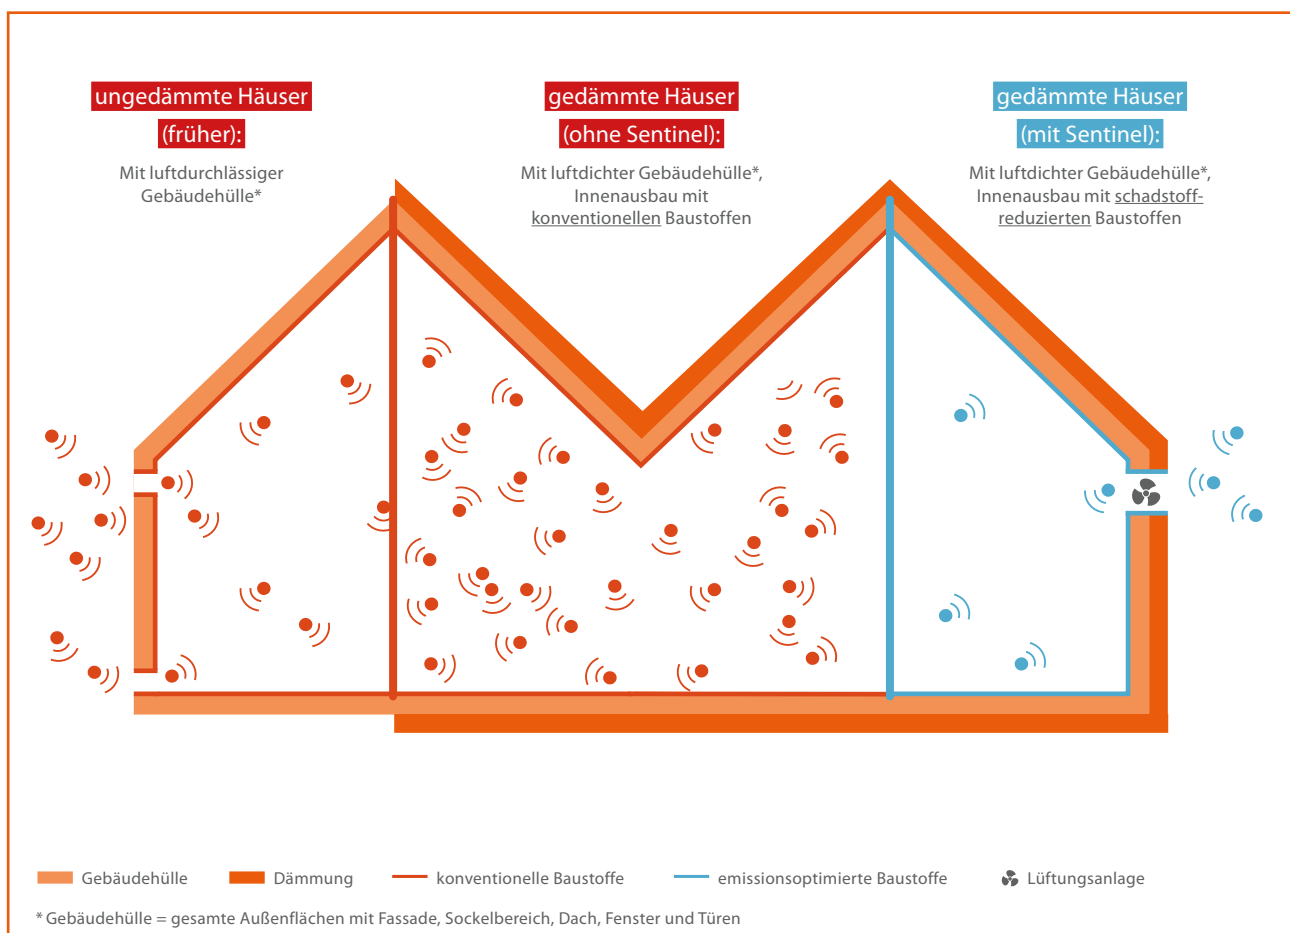 ungedämmte Häuser
(früher):
Mit luftdurchlässiger
Gebäudehülle*
gedämmte Häuser
(ohne Sentinel):
Mit luftdichter Gebäudehülle*,
Innenausbau mit
konventionellen Baustoffen
gedämmte Häuser
(mit Sentinel):
Mit luftdichter Gebäudehülle*,
Innenausbau mit schadstoff-
reduzierten Baustoffen
Gebäudehülle
Dämmung
konventionelle Baustoffe
emissionsoptimierte Baustoffe
Lüftungsanlage
* Gebäudehülle = gesamte Außenflächen mit Fassade, Sockelbereich, Dach, Fenster und Türen